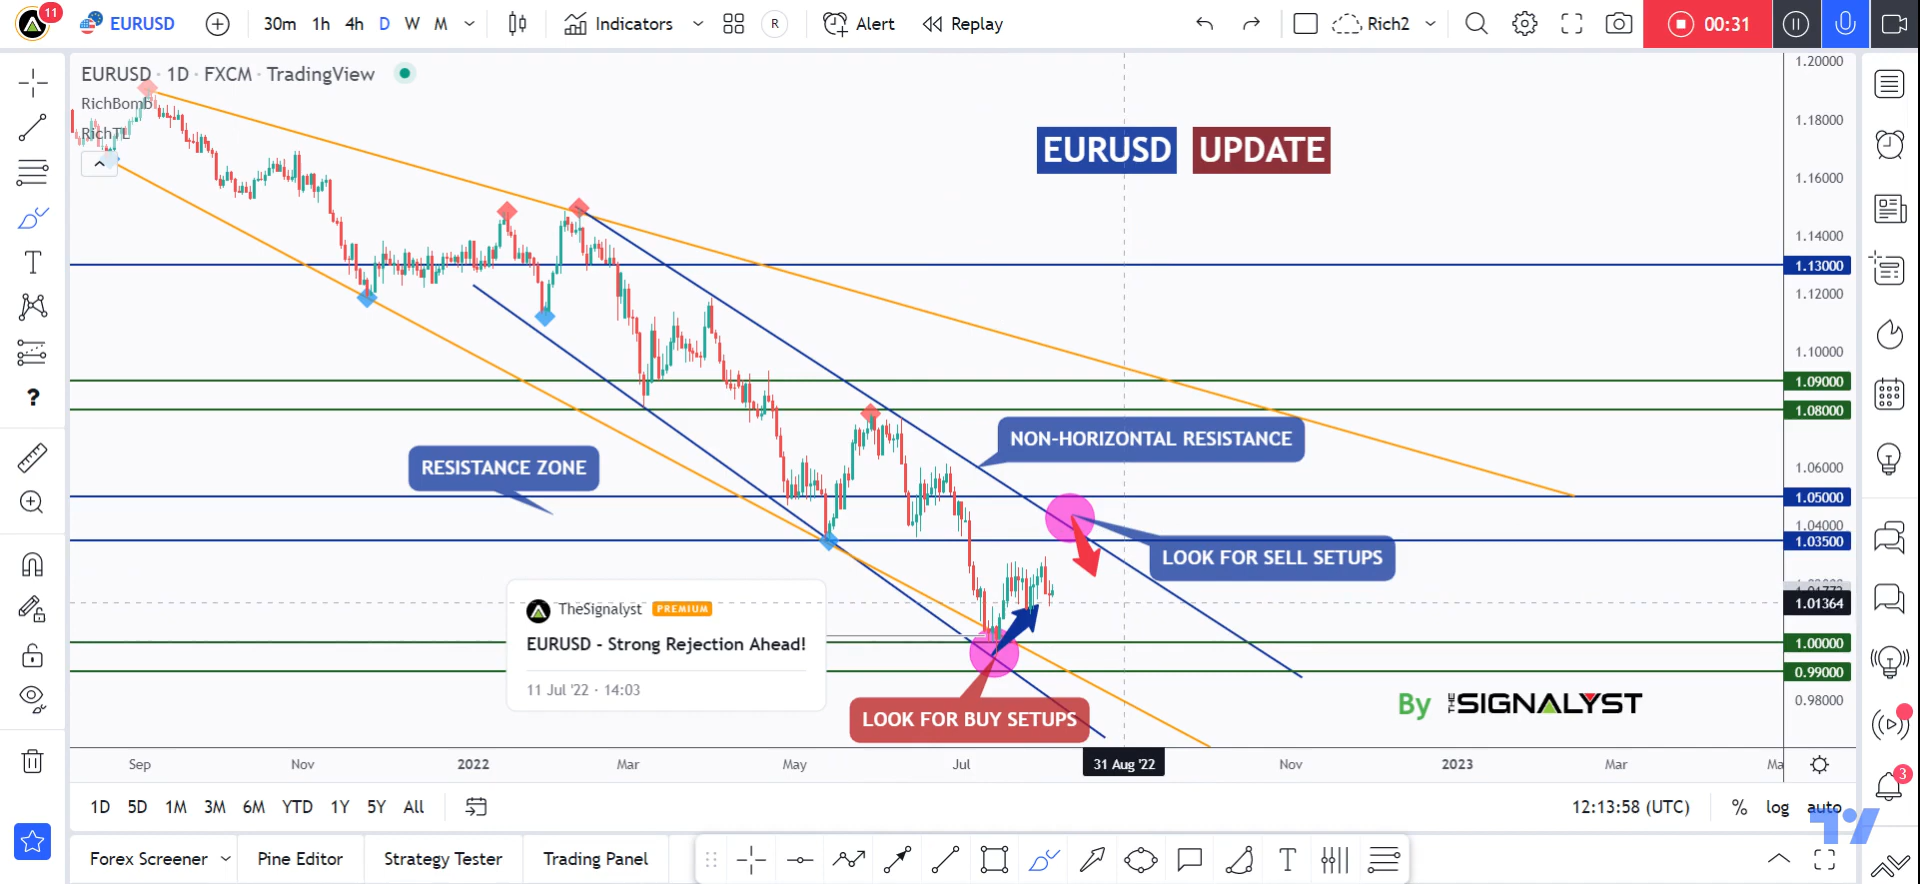 11
EURUSD
30m 1h 4h D W M
Indicators
R
Alert
Replay
Rich2
00:31
EURUSD · 1D · FXCM · TradingView
RichBomb
RichTL
EURUSD UPDATE
1.20000
1.18000
1.16000
1.14000
1.13000
1.12000
1.10000
1.09000
1.08000
1.06000
1.05000
1.04000
1.03500
1.01364
1.00000
0.99000
0.98000
NON-HORIZONTAL RESISTANCE
RESISTANCE ZONE
LOOK FOR SELL SETUPS
TheSignalyst PREMIUM
EURUSD - Strong Rejection Ahead!
11 Jul '22 · 14:03
LOOK FOR BUY SETUPS
By THE SIGNALYST
Sep Nov 2022 Mar May Jul 31 Aug '22 Nov 2023 Mar Ma
1D 5D 1M 3M 6M YTD 1Y 5Y All
12:13:58 (UTC) % log auto
Forex Screener Pine Editor Strategy Tester Trading Panel
T
?
T
3